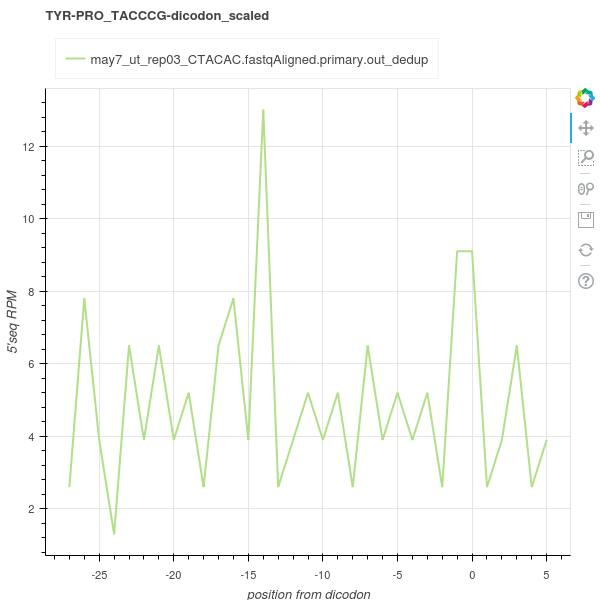 TYR-PRO_TACCCG-dicodon_scaled
may7_ut_rep03_CTACAC.fastqAligned.primary.out_dedup
12
10
8
6
4
2
5'seq RPM
-25 -20 -15 -10 -5 0 5
position from dicodon